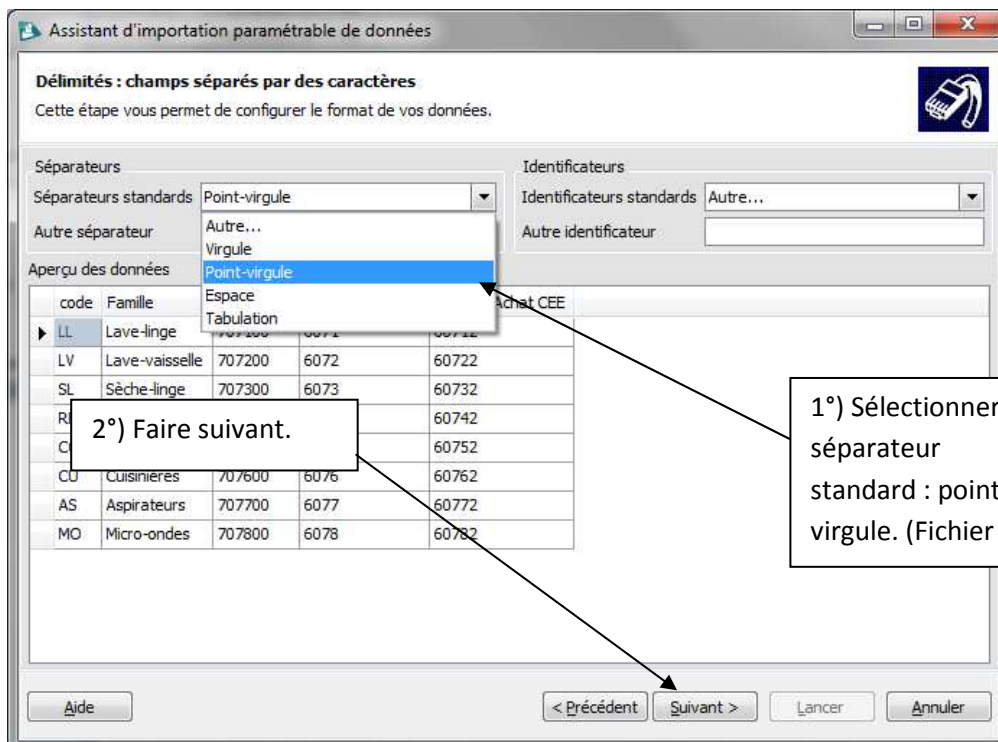 Assistant d'importation paramétrable de données
Délimités : champs séparés par des caractères
Cette étape vous permet de configurer le format de vos données.
Séparateurs
Identificateurs
Séparateurs standards Point-virgule
Identificateurs standards Autre...
Autre séparateur
Autre identificateur
Autre...
Virgule
Point-virgule
Espace
Tabulation
Aperçu des données
code Famille Achat CEE
LL Lave-linge 707100 6071 60712
LV Lave-vaisselle 707200 6072 60722
SL Sèche-linge 707300 6073 60732
60742
60752
CU Cuisinières 707600 6076 60762
AS Aspirateurs 707700 6077 60772
MO Micro-ondes 707800 6078 60782
2°) Faire suivant.
1°) Sélectionner
séparateur
standard : point
virgule. (Fichier
Aide
< Précédent
Suivant >
Lancer
Annuler